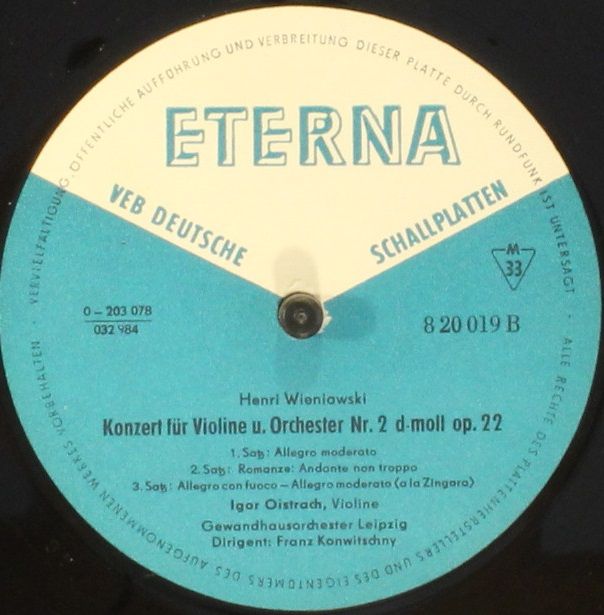 ALLE RECHTE DES PLATTENHERSTELLERS UND DES EIGENTÜMERS DES AUFGENOMMENEN WERKES VORBEHALTEN · VERVIELFÄLTIGUNG, ÖFFENTLICHE AUFFÜHRUNG UND VERBREITUNG DIESER PLATTE DURCH RUNDFUNK IST UNTERSAGT ·
ETERNA
VEB DEUTSCHE SCHALLPLATTEN
M
33
0 – 203 078
032 984
8 20 019 B
Henri Wieniawski
Konzert für Violine u. Orchester Nr. 2 d-moll op. 22
1. Satz: Allegro moderato
2. Satz: Romanze: Andante non troppo
3. Satz: Allegro con fuoco – Allegro moderato (a la Zingara)
Igor Oistrach, Violine
Gewandhausorchester Leipzig
Dirigent: Franz Konwitschny